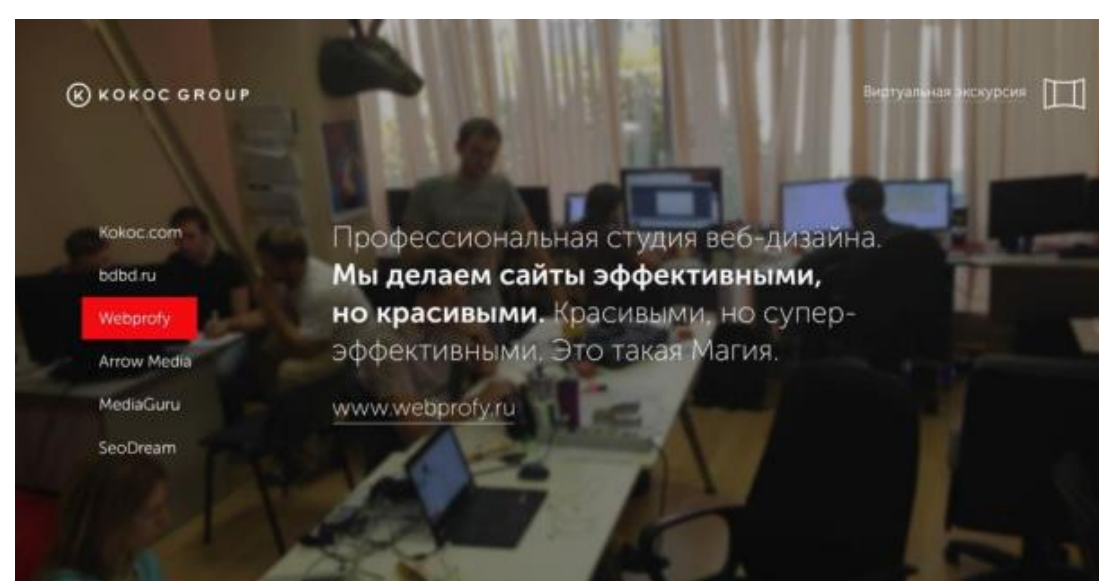 KOKOC GROUP
Виртуальная экскурсия
Kokoc.com
bdbd.ru
Webprofy
Arrow Media
MediaGuru
SeoDream
Профессиональная студия веб-дизайна.
Мы делаем сайты эффективными,
но красивыми. Красивыми, но супер-
эффективными. Это такая Магия.
www.webprofy.ru